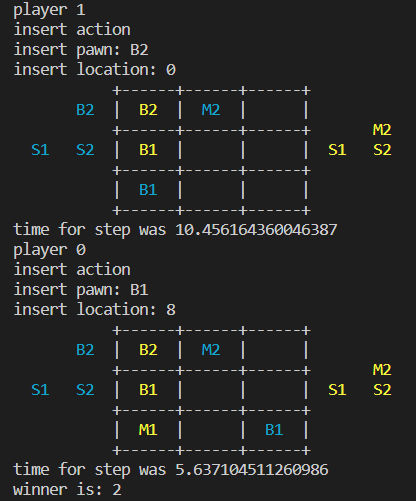 player 1
insert action
insert pawn: B2
insert location: 0
+------+------+------+
B2 | B2 | M2 | |
+------+------+------+ M2
S1 S2 | B1 | | | S1 S2
+------+------+------+
| B1 | | |
+------+------+------+
time for step was 10.456164360046387
player 0
insert action
insert pawn: B1
insert location: 8
+------+------+------+
B2 | B2 | M2 | |
+------+------+------+ M2
S1 S2 | B1 | | | S1 S2
+------+------+------+
| M1 | | B1 |
+------+------+------+
time for step was 5.637104511260986
winner is: 2